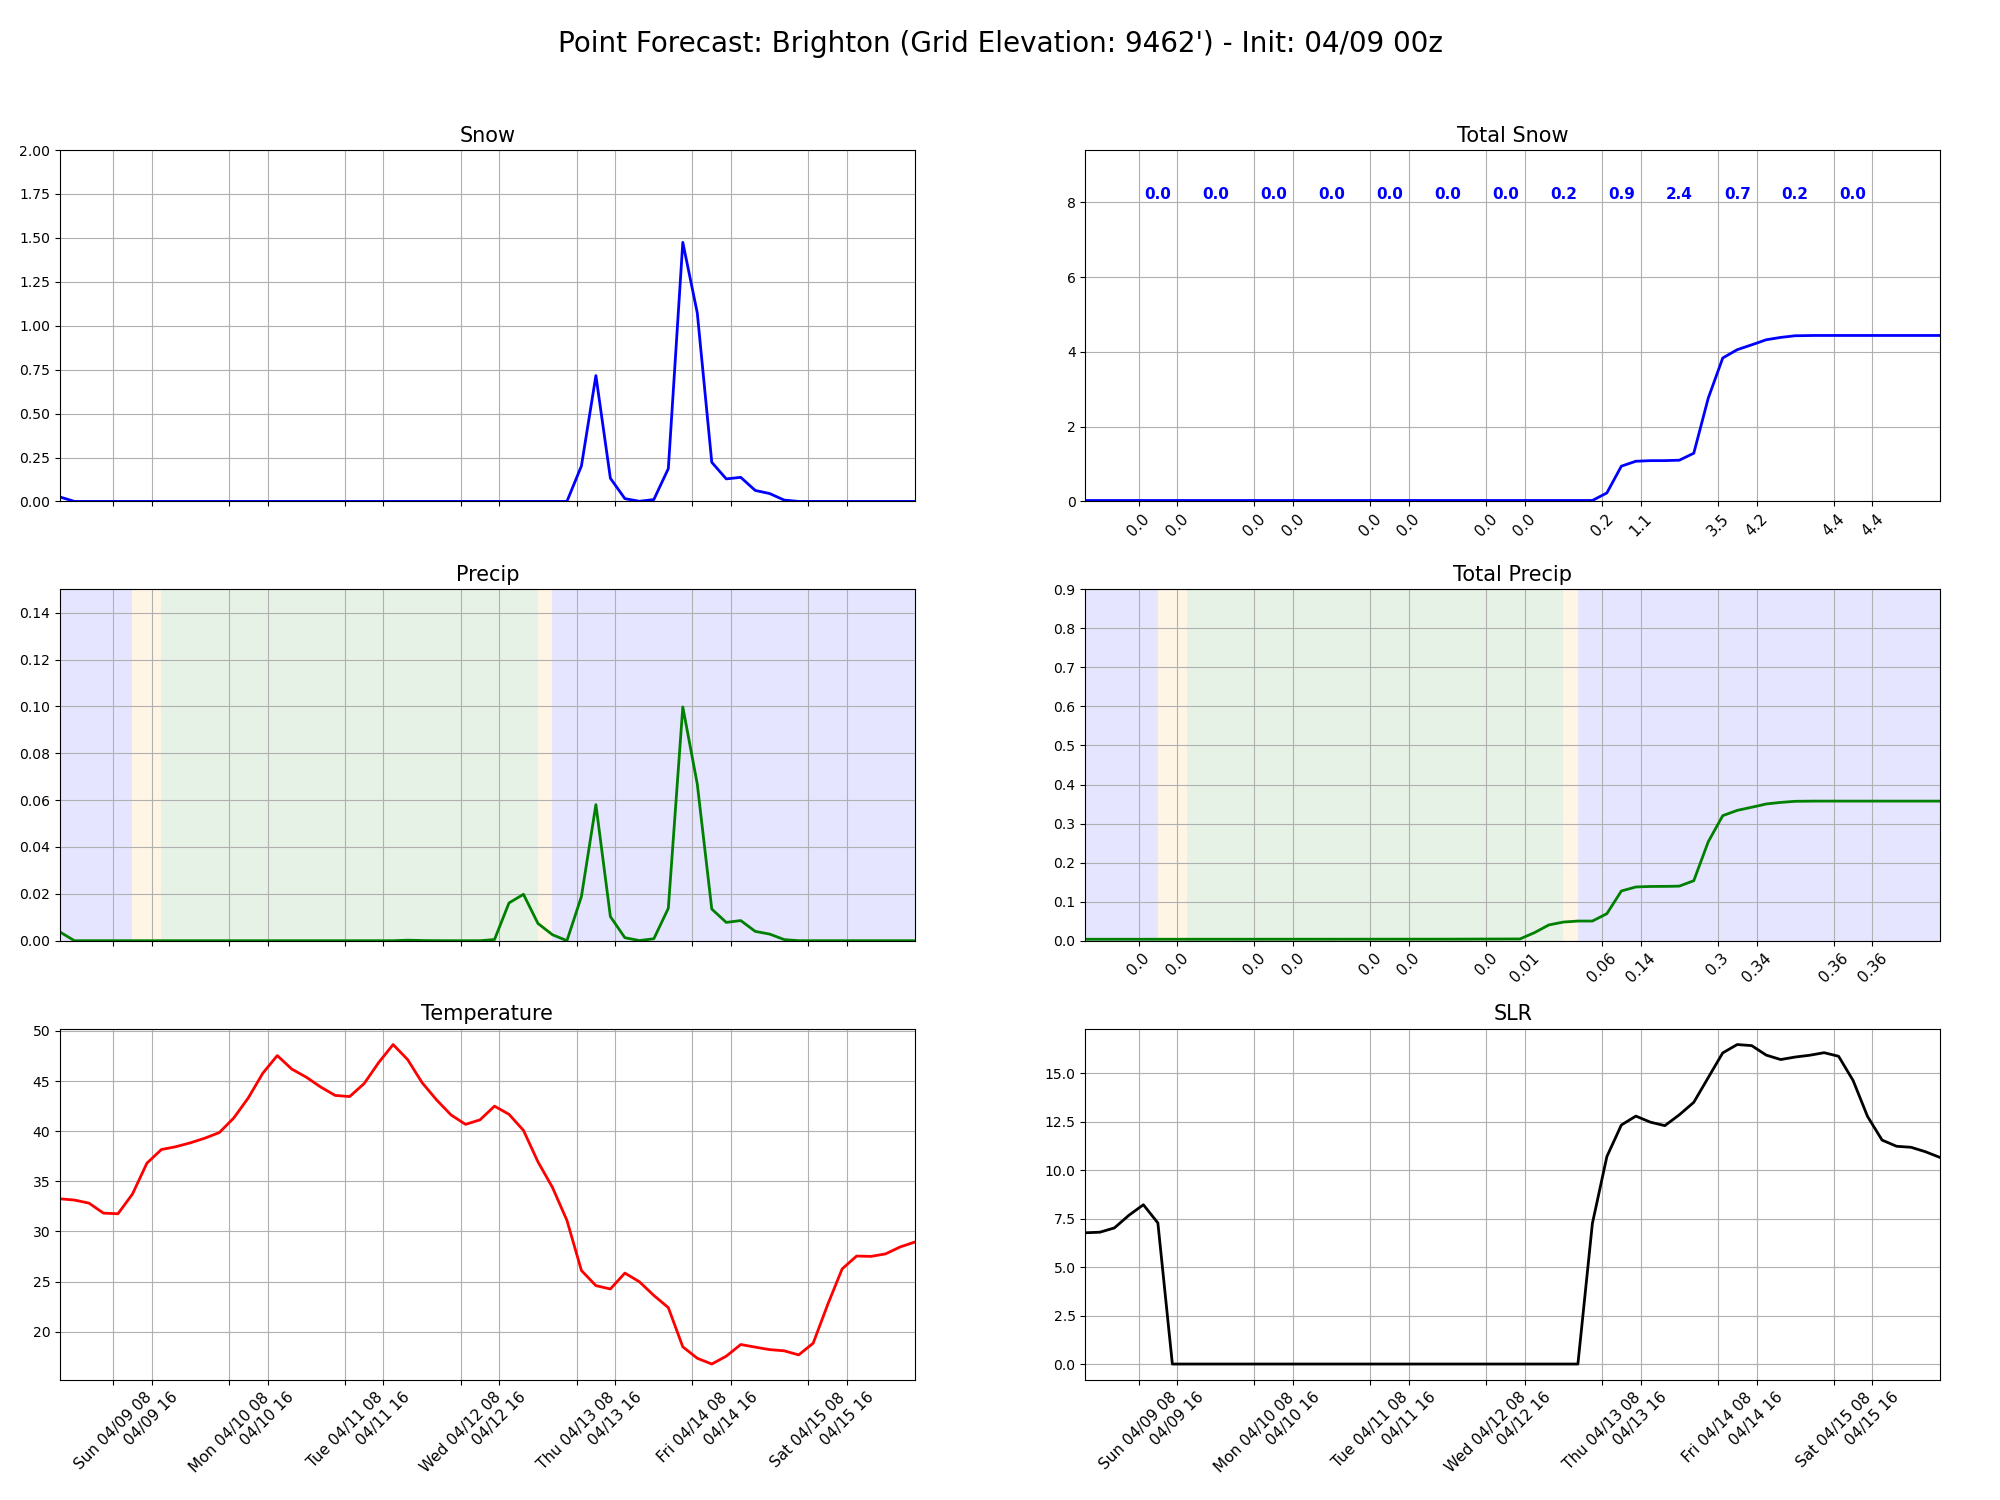 Point Forecast: Brighton (Grid Elevation: 9462') - Init: 04/09 00z
Snow
2.00
1.75
1.50
1.25
1.00
0.75
0.50
0.25
0.00
Total Snow
0.0 0.0 0.0 0.0 0.0 0.0 0.0 0.2 0.9 2.4 0.7 0.2 0.0
8
6
4
2
0
0.0 0.0 0.0 0.0 0.0 0.0 0.0 0.0 0.2 1.1 3.5 4.2 4.4 4.4
Precip
0.14
0.12
0.10
0.08
0.06
0.04
0.02
0.00
Total Precip
0.9
0.8
0.7
0.6
0.5
0.4
0.3
0.2
0.1
0.0
0.0 0.0 0.0 0.0 0.0 0.0 0.0 0.01 0.06 0.14 0.3 0.34 0.36 0.36
Temperature
50
45
40
35
30
25
20
Sun 04/09 08
04/09 16
Mon 04/10 08
04/10 16
Tue 04/11 08
04/11 16
Wed 04/12 08
04/12 16
Thu 04/13 08
04/13 16
Fri 04/14 08
04/14 16
Sat 04/15 08
04/15 16
SLR
15.0
12.5
10.0
7.5
5.0
2.5
0.0
Sun 04/09 08
04/09 16
Mon 04/10 08
04/10 16
Tue 04/11 08
04/11 16
Wed 04/12 08
04/12 16
Thu 04/13 08
04/13 16
Fri 04/14 08
04/14 16
Sat 04/15 08
04/15 16